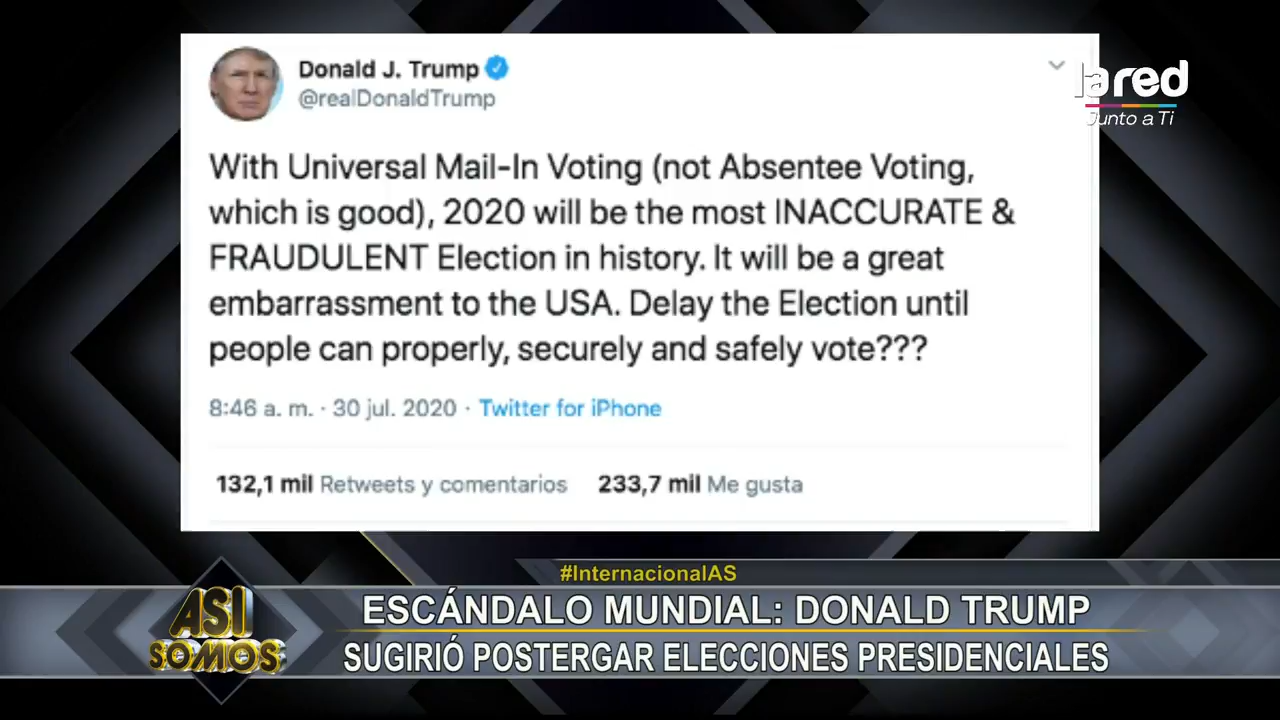 Donald J. Trump
@realDonaldTrump
lared
Junto a Ti
With Universal Mail-In Voting (not Absentee Voting,
which is good), 2020 will be the most INACCURATE &
FRAUDULENT Election in history. It will be a great
embarrassment to the USA. Delay the Election until
people can properly, securely and safely vote???
8:46 a. m. · 30 jul. 2020 · Twitter for iPhone
132,1 mil Retweets y comentarios 233,7 mil Me gusta
#InternacionalAS
ASI
SOMOS
ESCÁNDALO MUNDIAL: DONALD TRUMP
SUGIRIÓ POSTERGAR ELECCIONES PRESIDENCIALES